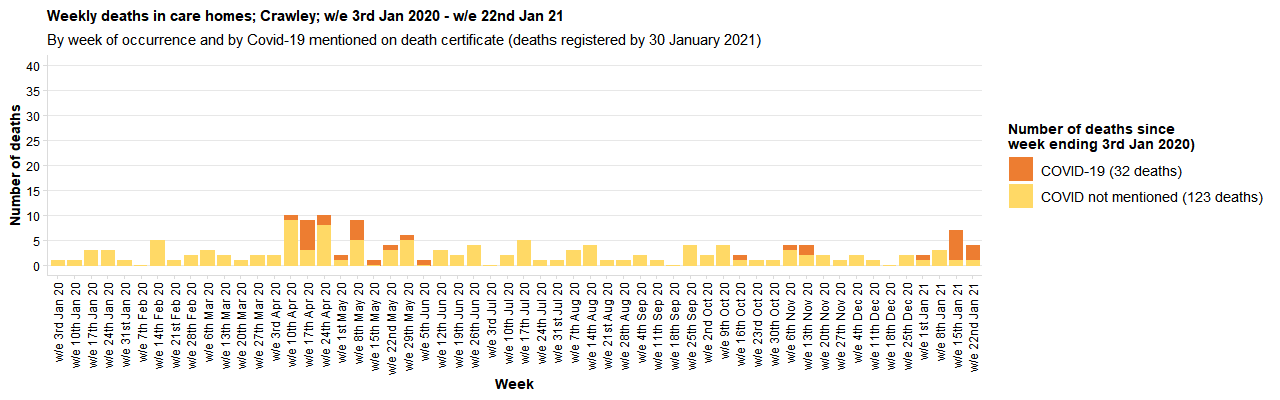 Weekly deaths in care homes; Crawley; w/e 3rd Jan 2020 - w/e 22nd Jan 21
By week of occurrence and by Covid-19 mentioned on death certificate (deaths registered by 30 January 2021)
Number of deaths
40
35
30
25
20
15
10
5
0
w/e 3rd Jan 20
w/e 10th Jan 20
w/e 17th Jan 20
w/e 24th Jan 20
w/e 31st Jan 20
w/e 7th Feb 20
w/e 14th Feb 20
w/e 21st Feb 20
w/e 28th Feb 20
w/e 6th Mar 20
w/e 13th Mar 20
w/e 20th Mar 20
w/e 27th Mar 20
w/e 3rd Apr 20
w/e 10th Apr 20
w/e 17th Apr 20
w/e 24th Apr 20
w/e 1st May 20
w/e 8th May 20
w/e 15th May 20
w/e 22nd May 20
w/e 29th May 20
w/e 5th Jun 20
w/e 12th Jun 20
w/e 19th Jun 20
w/e 26th Jun 20
w/e 3rd Jul 20
w/e 10th Jul 20
w/e 17th Jul 20
w/e 24th Jul 20
w/e 31st Jul 20
w/e 7th Aug 20
w/e 14th Aug 20
w/e 21st Aug 20
w/e 28th Aug 20
w/e 4th Sep 20
w/e 11th Sep 20
w/e 18th Sep 20
w/e 25th Sep 20
w/e 2nd Oct 20
w/e 9th Oct 20
w/e 16th Oct 20
w/e 23rd Oct 20
w/e 30th Oct 20
w/e 6th Nov 20
w/e 13th Nov 20
w/e 20th Nov 20
w/e 27th Nov 20
w/e 4th Dec 20
w/e 11th Dec 20
w/e 18th Dec 20
w/e 25th Dec 20
w/e 1st Jan 21
w/e 8th Jan 21
w/e 15th Jan 21
w/e 22nd Jan 21
Week
Number of deaths since
week ending 3rd Jan 2020)
COVID-19 (32 deaths)
COVID not mentioned (123 deaths)